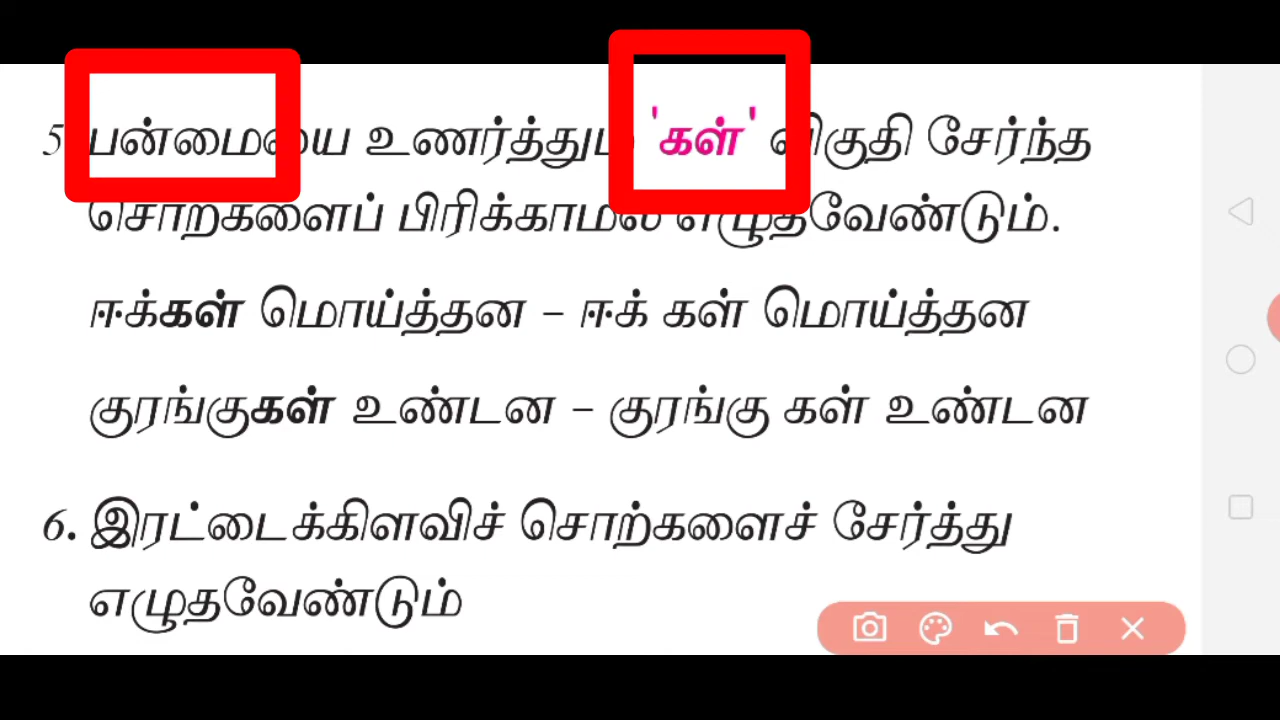 5. பன்மையை உணர்த்தும் 'கள்' விகுதி சேர்ந்த
சொற்களைப் பிரிக்காமல் எழுதவேண்டும்.
ஈக்கள் மொய்த்தன – ஈக் கள் மொய்த்தன
குரங்குகள் உண்டன – குரங்கு கள் உண்டன
6. இரட்டைக்கிளவிச் சொற்களைச் சேர்த்து
எழுதவேண்டும்